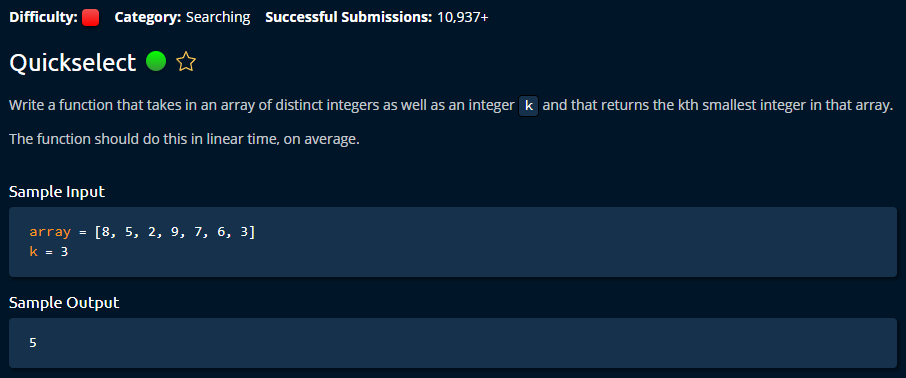 Difficulty: Category: Searching Successful Submissions: 10,937+
Quickselect
Write a function that takes in an array of distinct integers as well as an integer k and that returns the kth smallest integer in that array.
The function should do this in linear time, on average.
Sample Input
array = [8, 5, 2, 9, 7, 6, 3]
k = 3
Sample Output
5